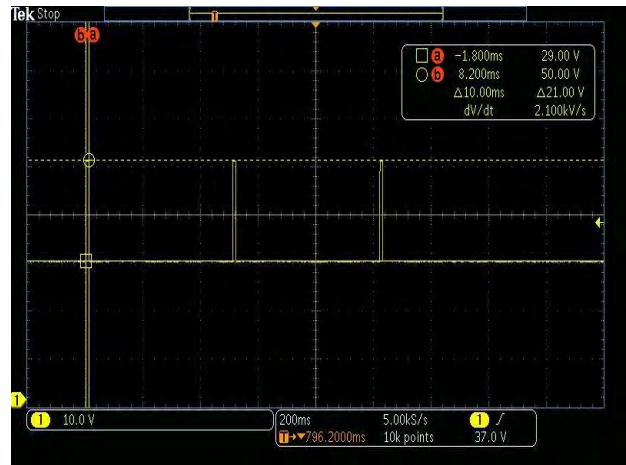 Tek Stop
T
b a
a -1.800ms 29.00 V
b 8.200ms 50.00 V
Δ10.00ms Δ21.00 V
dV/dt 2.100kV/s
1
1 10.0 V
200ms 5.00kS/s 1 ∫
T→▼796.2000ms 10k points 37.0 V